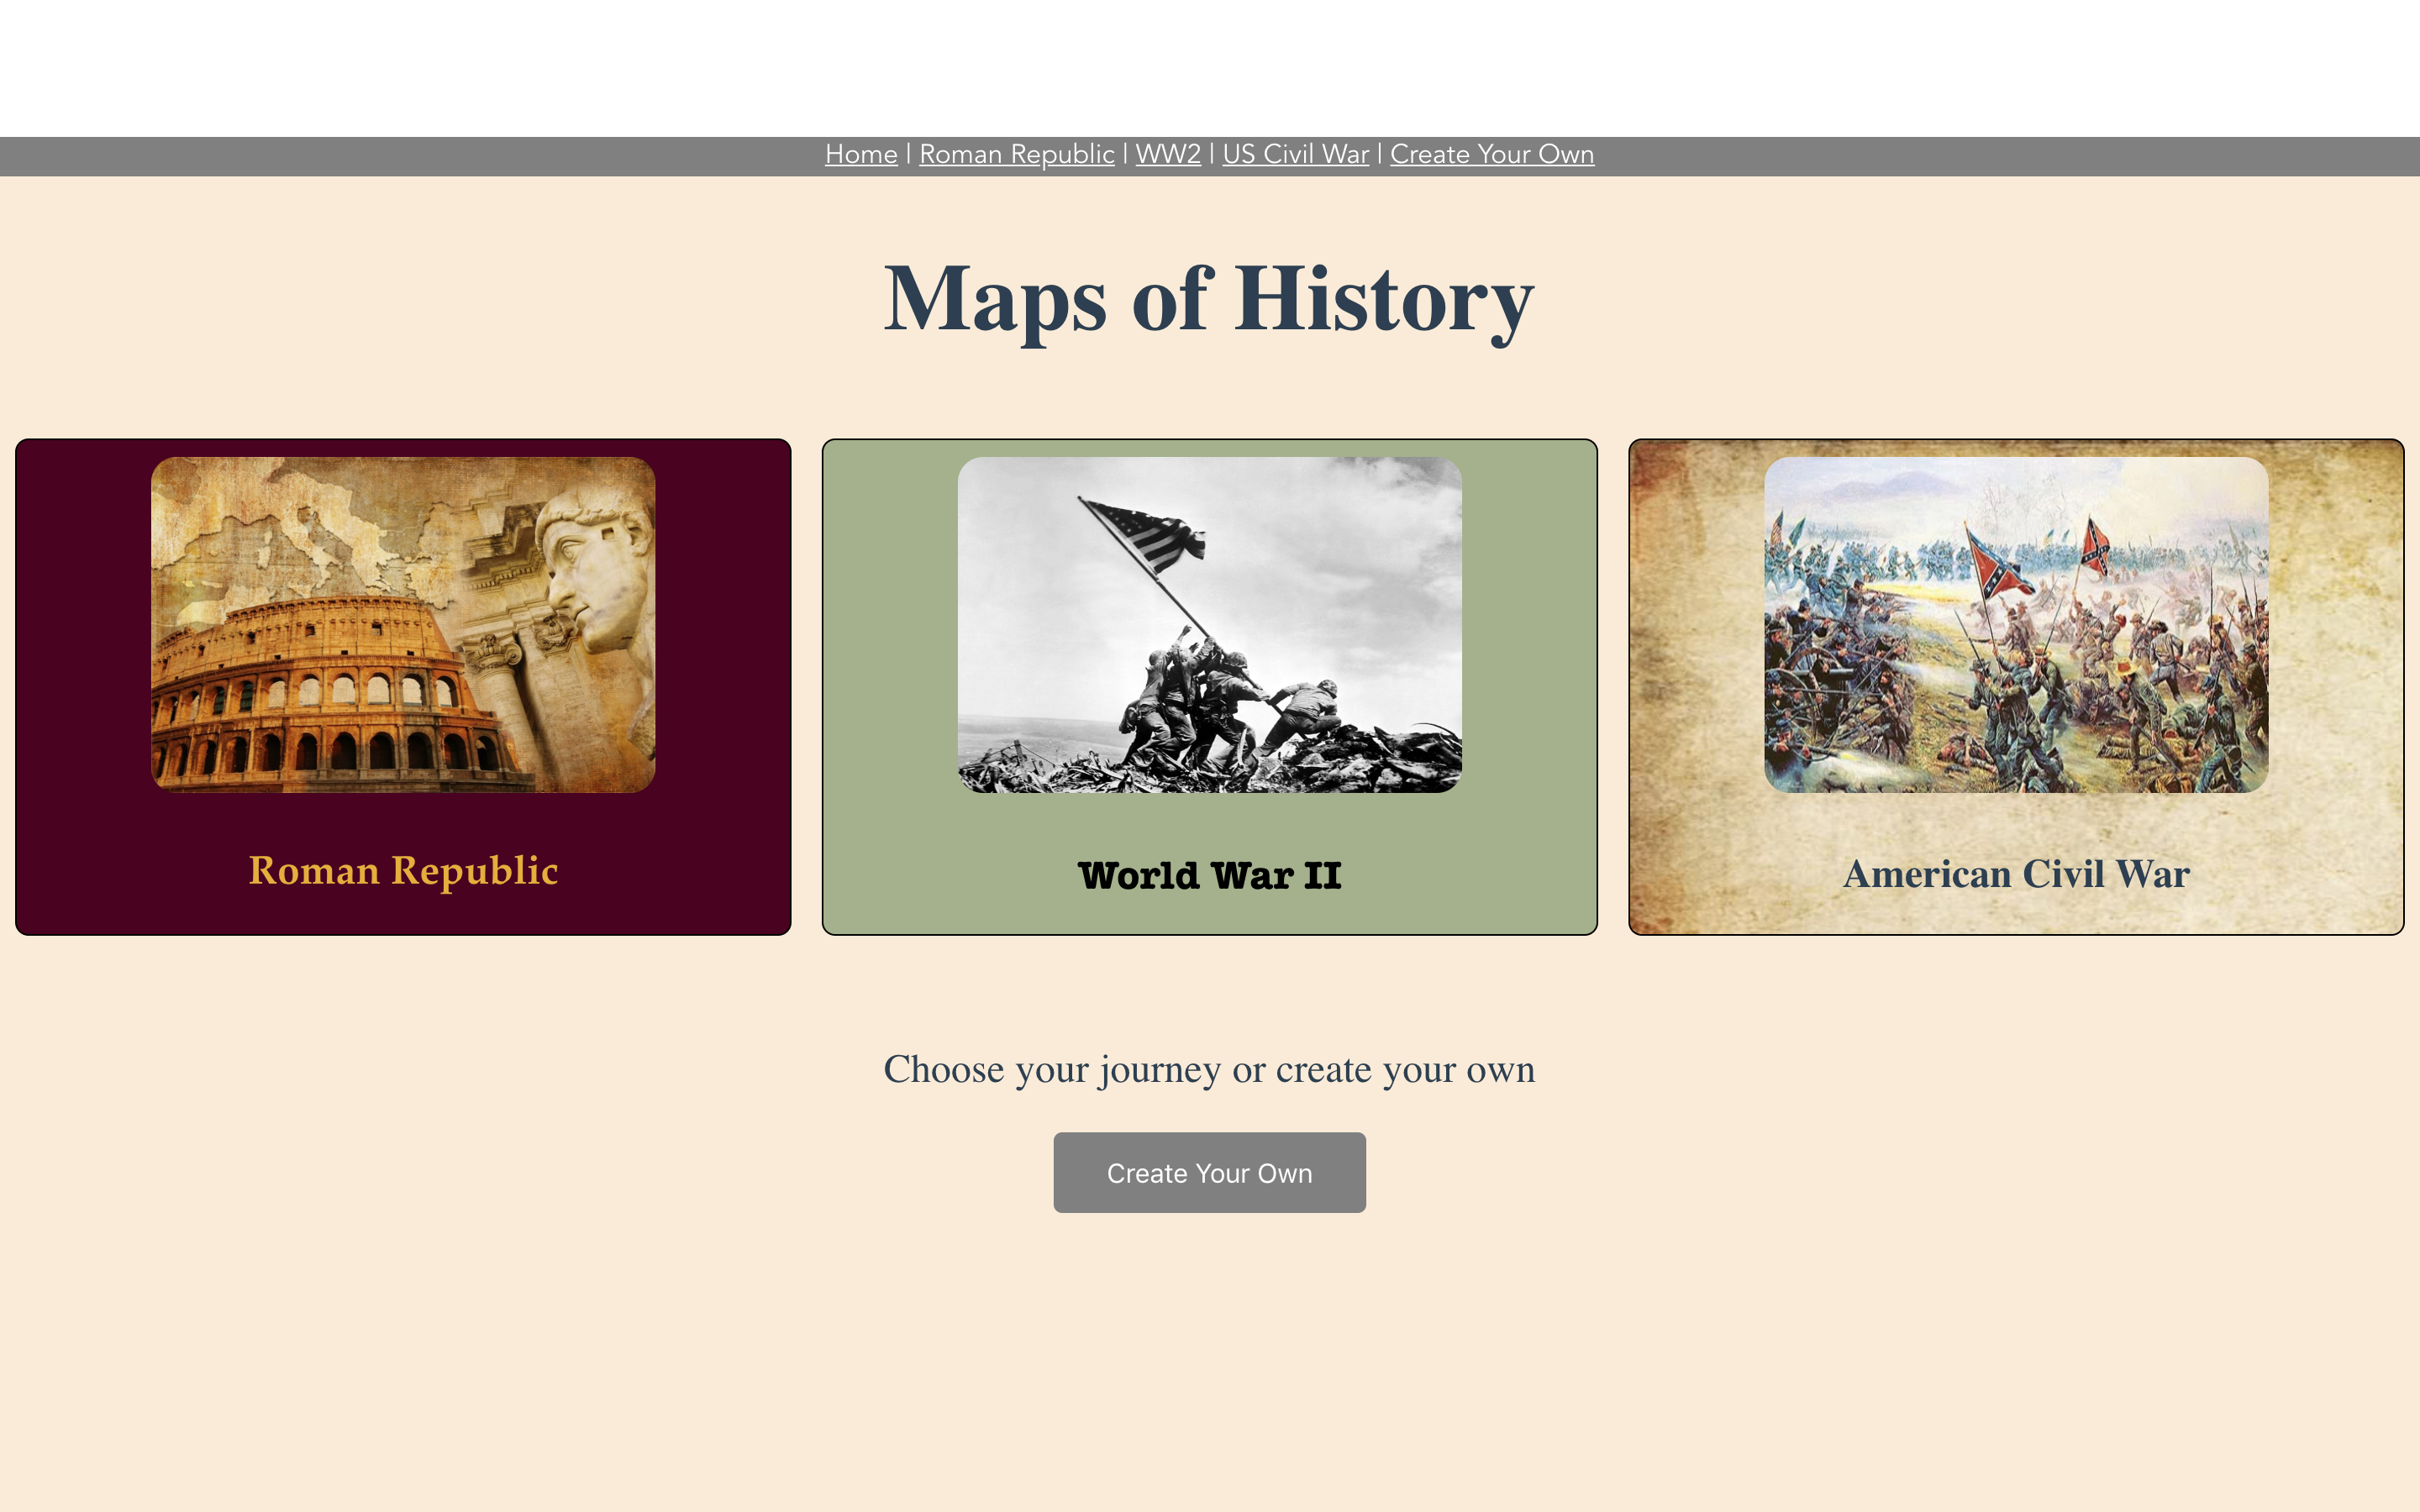 Home | Roman Republic | WW2 | US Civil War | Create Your Own
Maps of History
Roman Republic
World War II
American Civil War
Choose your journey or create your own
Create Your Own